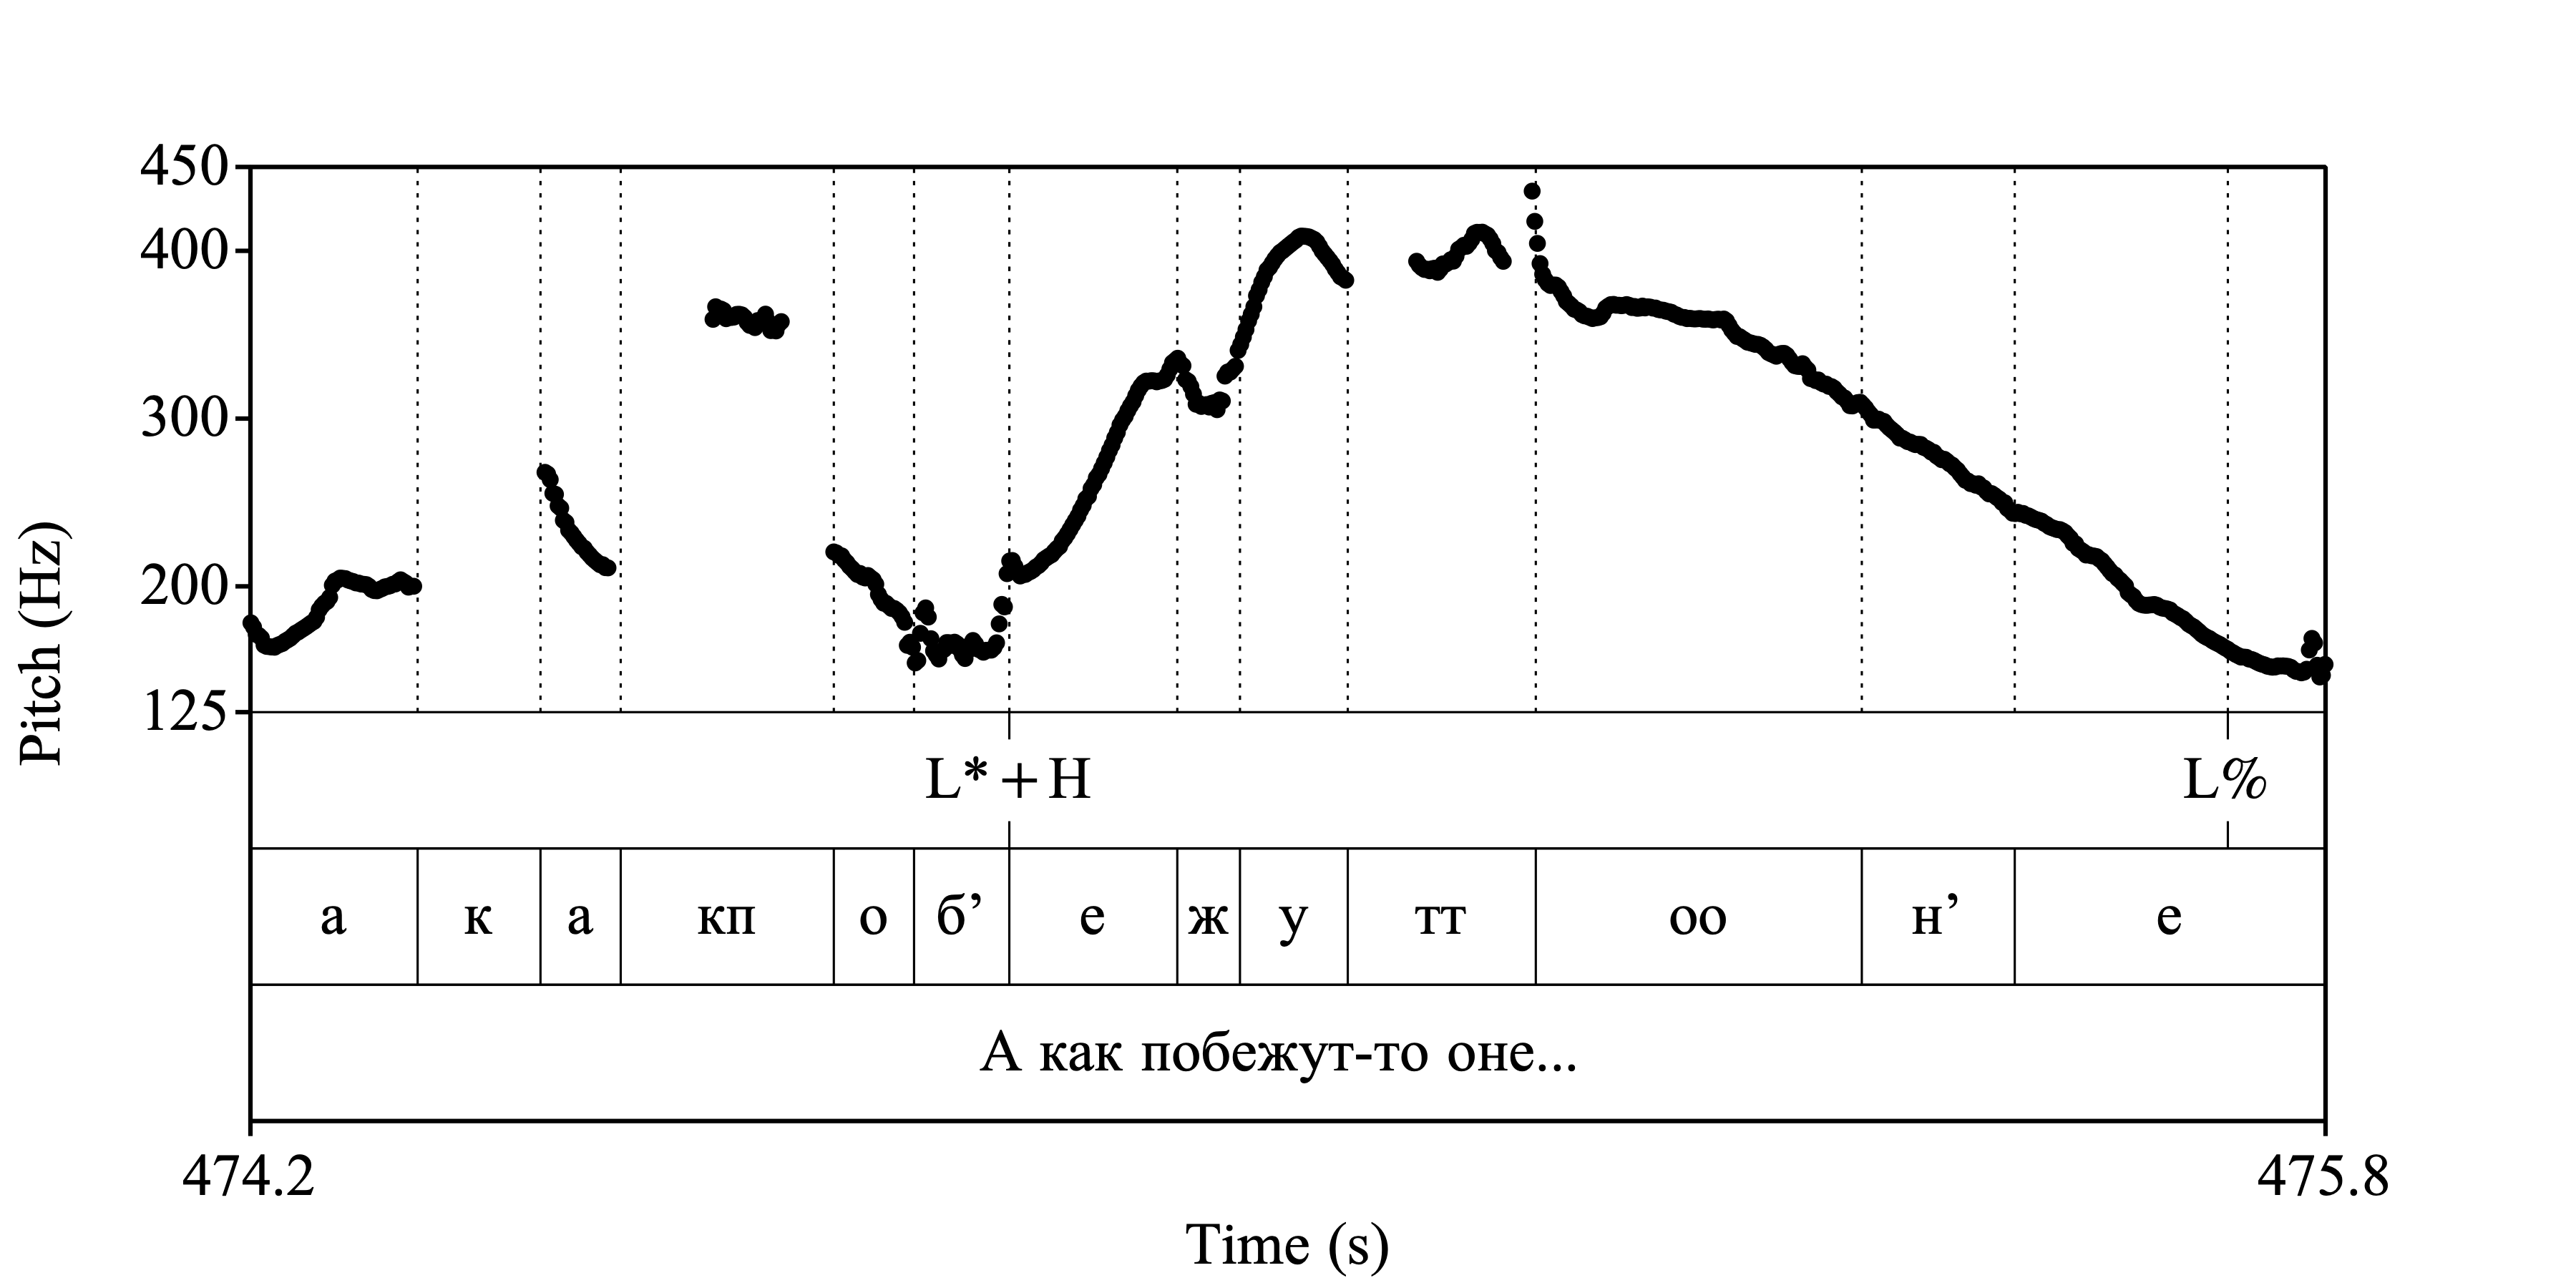 450
400
300
200
125
Pitch (Hz)
L* + H L%
а к а кп о б’ е ж у тт оо н’ е
А как побежут-то оне...
474.2 475.8
Time (s)